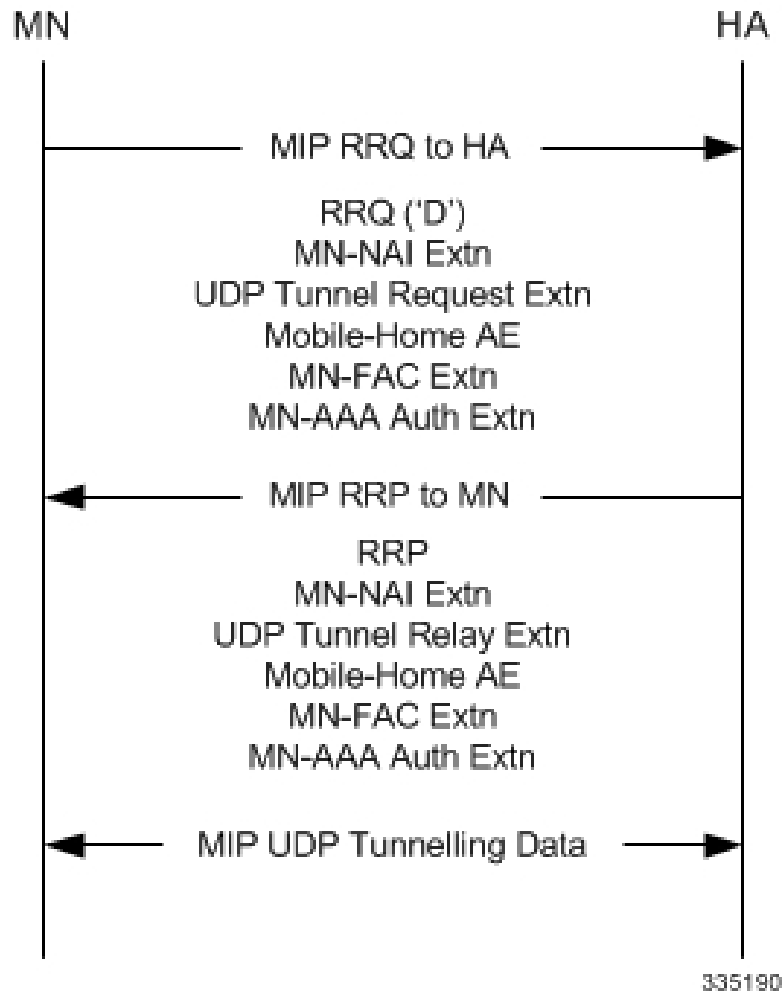 MN
HA
MIP RRQ to HA
RRQ ('D')
MN-NAI Extn
UDP Tunnel Request Extn
Mobile-Home AE
MN-FAC Extn
MN-AAA Auth Extn
MIP RRP to MN
RRP
MN-NAI Extn
UDP Tunnel Relay Extn
Mobile-Home AE
MN-FAC Extn
MN-AAA Auth Extn
MIP UDP Tunnelling Data
335190